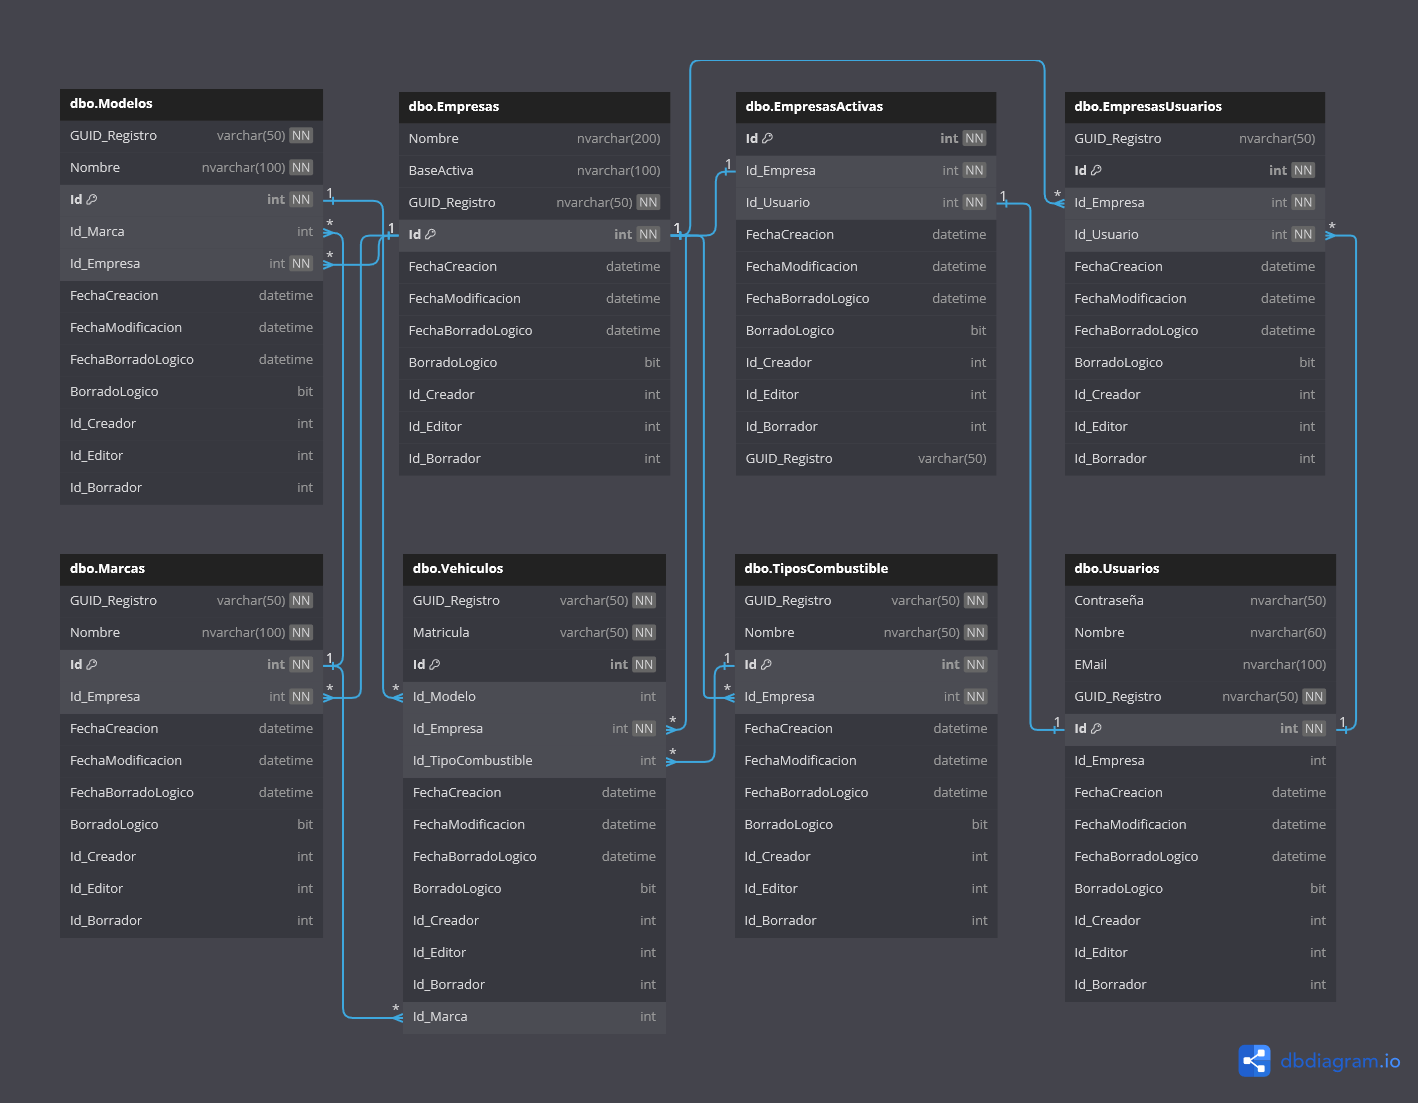 dbo.Modelos
GUID_Registro varchar(50) NN
Nombre nvarchar(100) NN
Id int NN
Id_Marca int
Id_Empresa int NN
FechaCreacion datetime
FechaModificacion datetime
FechaBorradoLogico datetime
BorradoLogico bit
Id_Creador int
Id_Editor int
Id_Borrador int
1
*
*
dbo.Empresas
Nombre nvarchar(200)
BaseActiva nvarchar(100)
GUID_Registro nvarchar(50) NN
1 Id int NN 1
FechaCreacion datetime
FechaModificacion datetime
FechaBorradoLogico datetime
BorradoLogico bit
Id_Creador int
Id_Editor int
Id_Borrador int
dbo.EmpresasActivas
Id int NN
1 Id_Empresa int NN
Id_Usuario int NN 1
FechaCreacion datetime
FechaModificacion datetime
FechaBorradoLogico datetime
BorradoLogico bit
Id_Creador int
Id_Editor int
Id_Borrador int
GUID_Registro varchar(50)
dbo.EmpresasUsuarios
GUID_Registro nvarchar(50)
Id int NN
* Id_Empresa int NN
Id_Usuario int NN *
FechaCreacion datetime
FechaModificacion datetime
FechaBorradoLogico datetime
BorradoLogico bit
Id_Creador int
Id_Editor int
Id_Borrador int
dbo.Marcas
GUID_Registro varchar(50) NN
Nombre nvarchar(100) NN
Id int NN 1
Id_Empresa int NN *
FechaCreacion datetime
FechaModificacion datetime
FechaBorradoLogico datetime
BorradoLogico bit
Id_Creador int
Id_Editor int
Id_Borrador int
dbo.Vehiculos
GUID_Registro varchar(50) NN
Matricula varchar(50) NN
Id int NN
* Id_Modelo int
Id_Empresa int NN *
Id_TipoCombustible int *
FechaCreacion datetime
FechaModificacion datetime
FechaBorradoLogico datetime
BorradoLogico bit
Id_Creador int
Id_Editor int
Id_Borrador int
* Id_Marca int
dbo.TiposCombustible
GUID_Registro varchar(50) NN
Nombre nvarchar(50) NN
1 Id int NN
* Id_Empresa int NN
FechaCreacion datetime
FechaModificacion datetime
FechaBorradoLogico datetime
BorradoLogico bit
Id_Creador int
Id_Editor int
Id_Borrador int
dbo.Usuarios
Contraseña nvarchar(50)
Nombre nvarchar(60)
EMail nvarchar(100)
GUID_Registro nvarchar(50) NN
1 Id int NN 1
Id_Empresa int
FechaCreacion datetime
FechaModificacion datetime
FechaBorradoLogico datetime
BorradoLogico bit
Id_Creador int
Id_Editor int
Id_Borrador int
dbdiagram.io